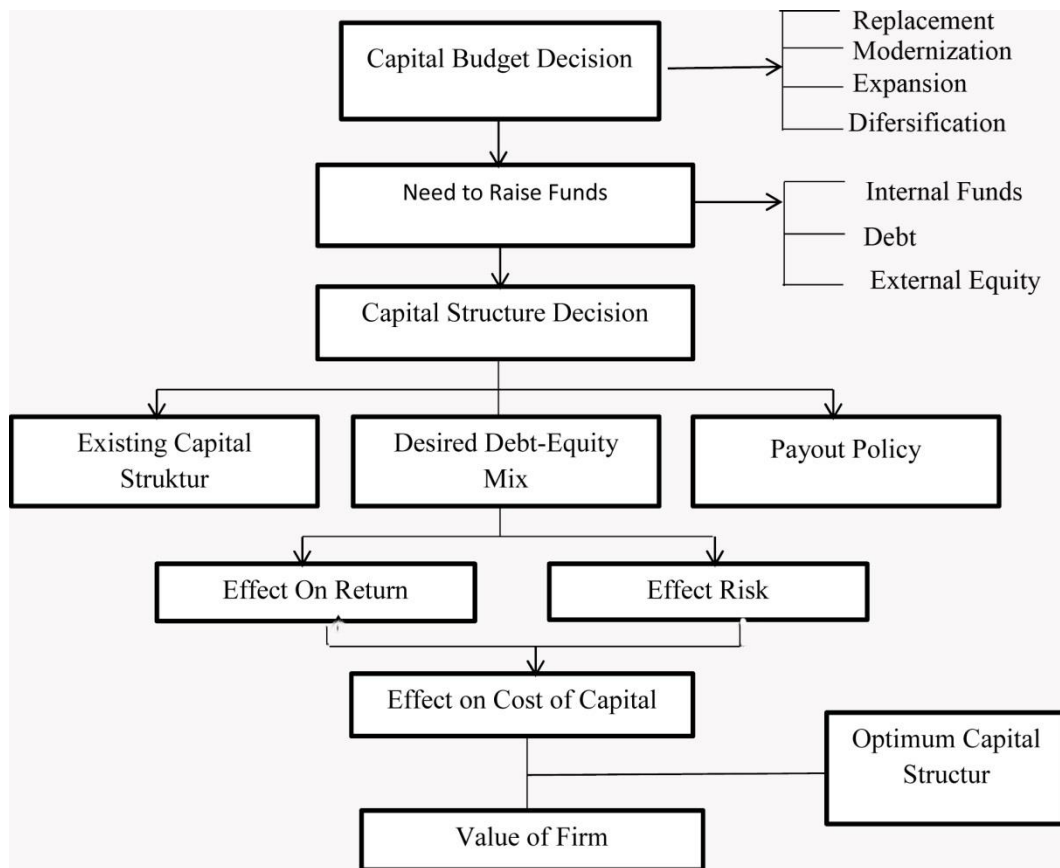 Capital Budget Decision
Replacement
Modernization
Expansion
Difersification
Need to Raise Funds
Internal Funds
Debt
External Equity
Capital Structure Decision
Existing Capital
Struktur
Desired Debt-Equity
Mix
Payout Policy
Effect On Return
Effect Risk
Effect on Cost of Capital
Optimum Capital
Structur
Value of Firm